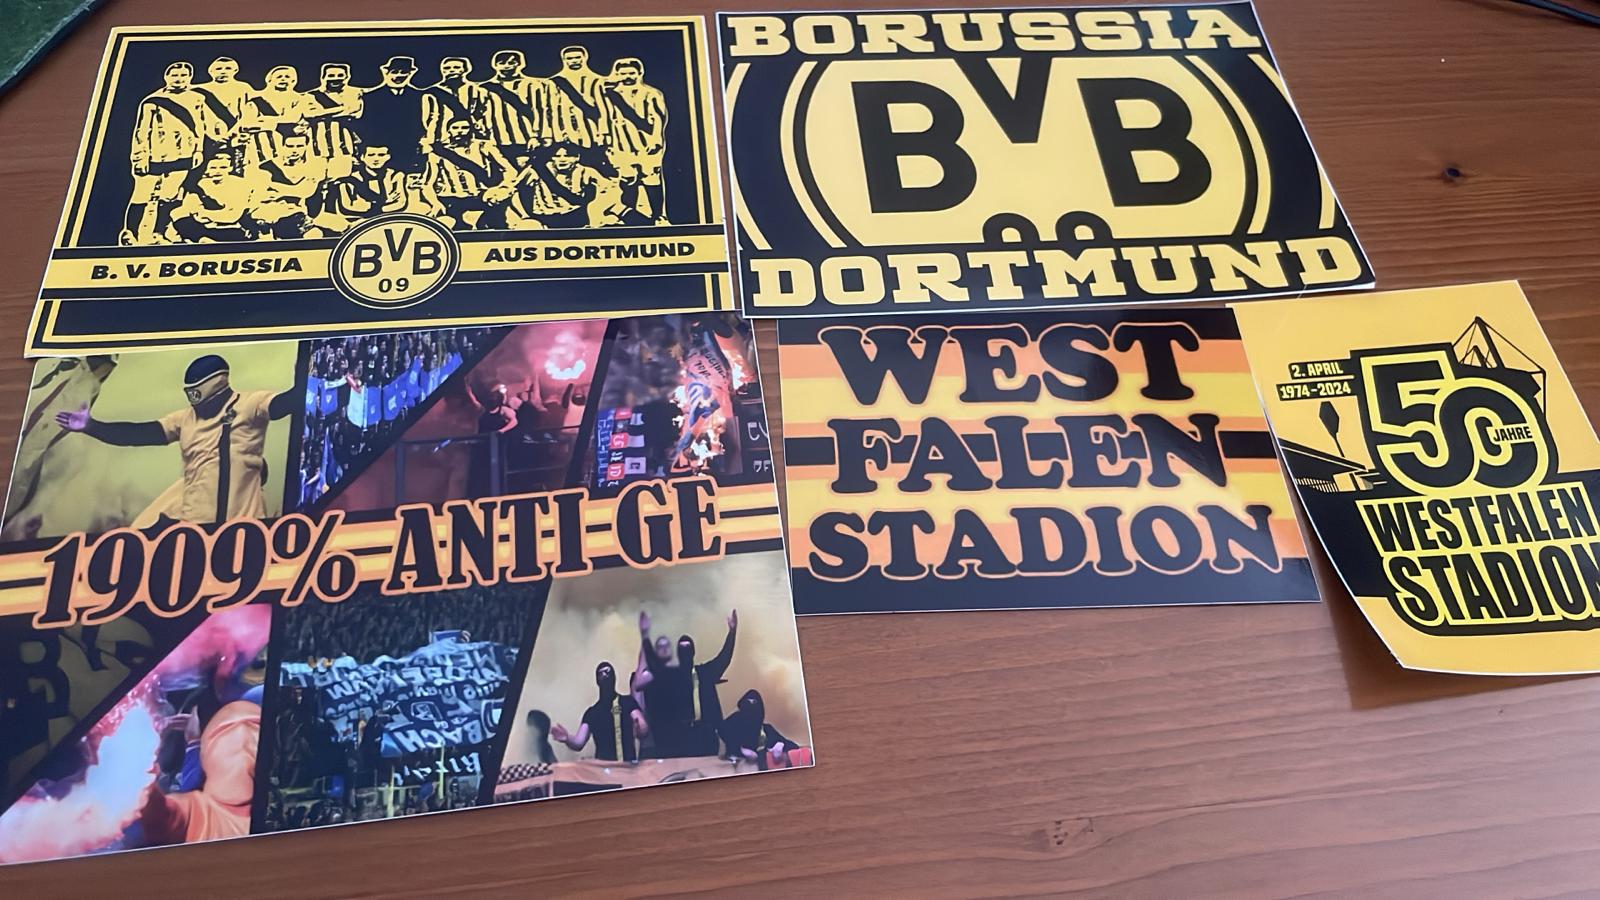 B. V. BORUSSIA
BVB
09
AUS DORTMUND
BORUSSIA
BVB
09
DORTMUND
1909% ANTI GE
WEST
FALEN
STADION
2. APRIL
1974-2024
50
JAHRE
WESTFALEN
STADION